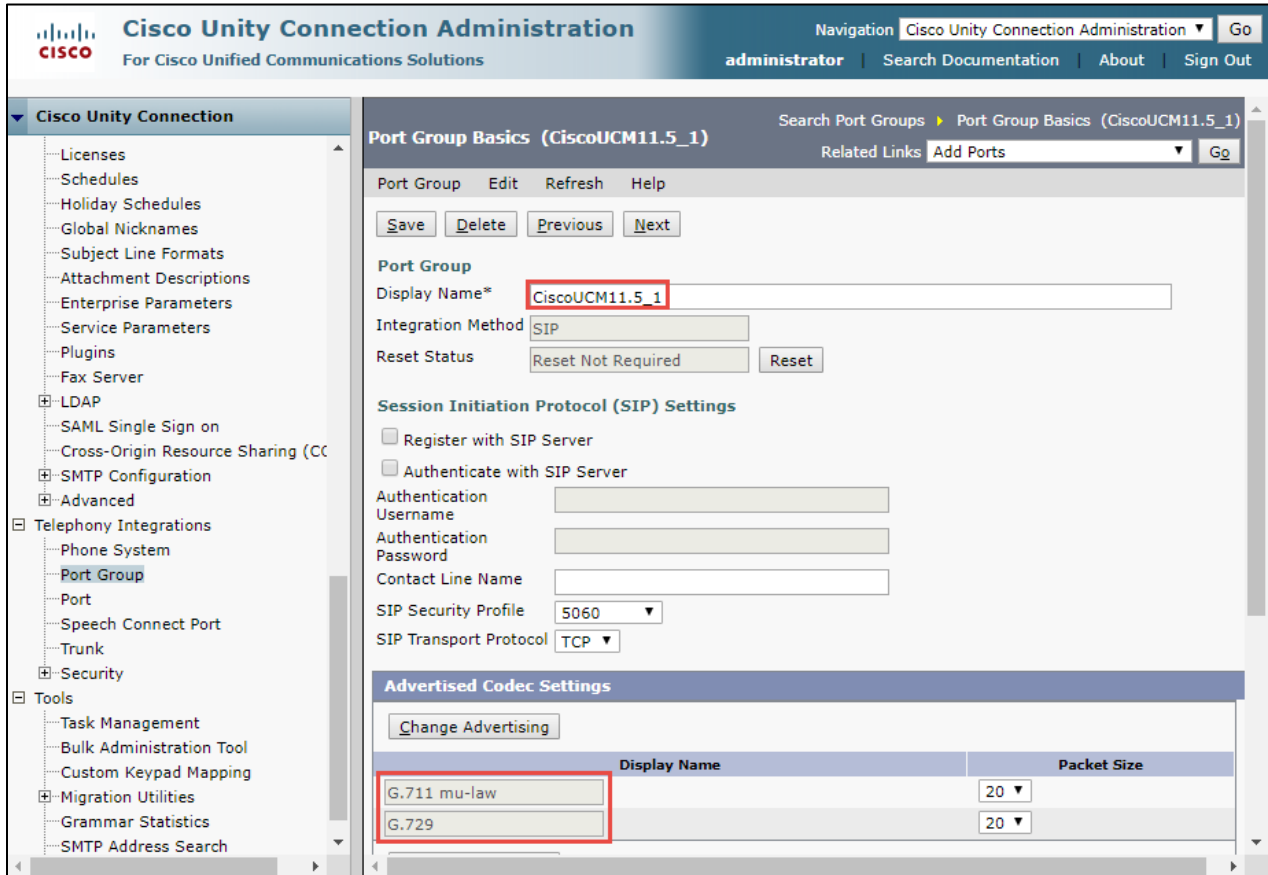 Cisco Unity Connection Administration
For Cisco Unified Communications Solutions
Navigation Cisco Unity Connection Administration Go
administrator | Search Documentation | About | Sign Out
CISCO
Cisco Unity Connection
Licenses
Schedules
Holiday Schedules
Global Nicknames
Subject Line Formats
Attachment Descriptions
Enterprise Parameters
Service Parameters
Plugins
Fax Server
LDAP
SAML Single Sign on
Cross-Origin Resource Sharing (CO
SMTP Configuration
Advanced
Telephony Integrations
Phone System
Port Group
Port
Speech Connect Port
Trunk
Security
Tools
Task Management
Bulk Administration Tool
Custom Keypad Mapping
Migration Utilities
Grammar Statistics
SMTP Address Search
Port Group Basics (CiscoUCM11.5_1)
Search Port Groups Port Group Basics (CiscoUCM11.5_1)
Related Links Add Ports Go
Port Group Edit Refresh Help
Save Delete Previous Next
Port Group
Display Name* CiscoUCM11.5_1
Integration Method SIP
Reset Status Reset Not Required Reset
Session Initiation Protocol (SIP) Settings
Register with SIP Server
Authenticate with SIP Server
Authentication
Username
Authentication
Password
Contact Line Name
SIP Security Profile 5060
SIP Transport Protocol TCP
Advertised Codec Settings
Change Advertising
Display Name Packet Size
G.711 mu-law 20
G.729 20